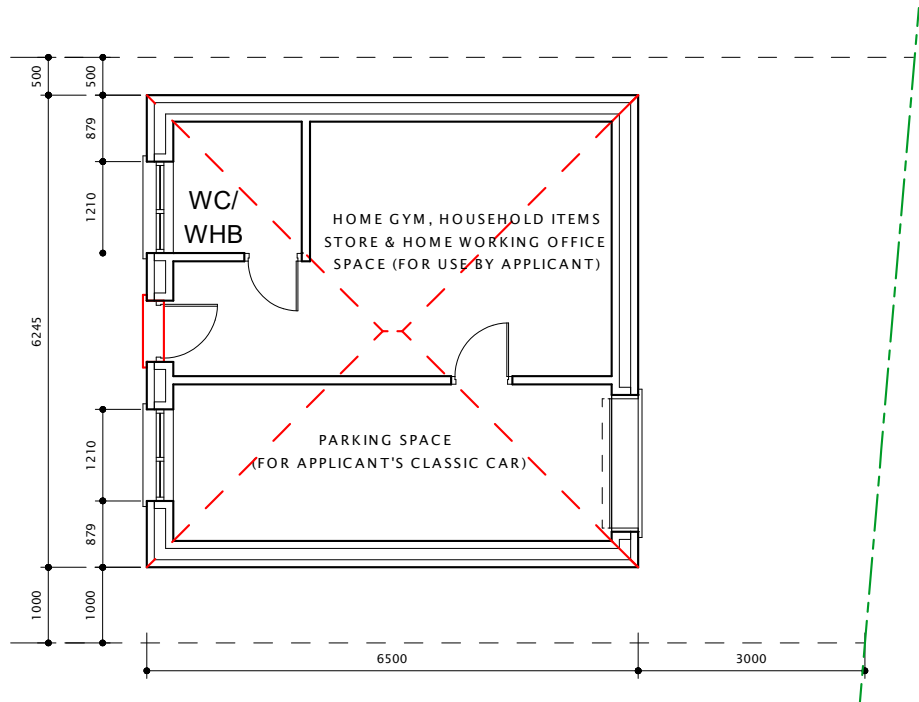 500
500
879
1210
6245
1210
879
1000
1000
WC/
WHB
HOME GYM, HOUSEHOLD ITEMS
STORE & HOME WORKING OFFICE
SPACE (FOR USE BY APPLICANT)
PARKING SPACE
(FOR APPLICANT'S CLASSIC CAR)
6500
3000